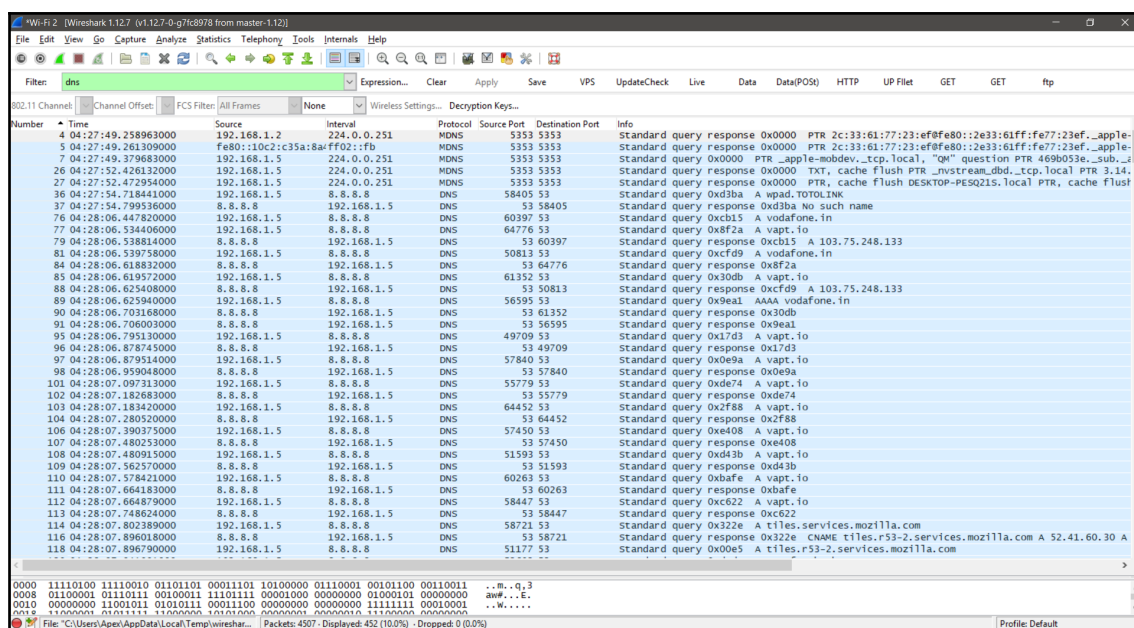 *Wi-Fi 2 [Wireshark 1.12.7 (v1.12.7-0-g7fc8978 from master-1.12)]
File Edit View Go Capture Analyze Statistics Telephony Tools Internals Help
Filter: dns Expression... Clear Apply Save VPS UpdateCheck Live Data Data(POSt) HTTP UP Fllet GET GET ftp
802.11 Channel: Channel Offset: FCS Filter: All Frames None Wireless Settings... Decryption Keys...
Number Time Source Interval Protocol Source Port Destination Port Info
4 04:27:49.258963000 192.168.1.2 224.0.0.251 MDNS 5353 5353 Standard query response 0x0000 PTR 2c:33:61:77:23:ef@fe80::2e33:61ff:fe77:23ef._apple-
5 04:27:49.261309000 fe80::10c2:c35a:8a4 ff02::fb MDNS 5353 5353 Standard query response 0x0000 PTR 2c:33:61:77:23:ef@fe80::2e33:61ff:fe77:23ef._apple-
7 04:27:49.379683000 192.168.1.5 224.0.0.251 MDNS 5353 5353 Standard query 0x0000 PTR _apple-mobdev._tcp.local, "QM" question PTR 469b053e._sub._a
26 04:27:52.426132000 192.168.1.5 224.0.0.251 MDNS 5353 5353 Standard query response 0x0000 TXT, cache flush PTR _nvstream_dbd._tcp.local PTR 3.14.
27 04:27:52.472954000 192.168.1.5 224.0.0.251 MDNS 5353 5353 Standard query response 0x0000 PTR, cache flush DESKTOP-PESQ21S.local PTR, cache flush
36 04:27:54.718441000 192.168.1.5 8.8.8.8 DNS 58405 53 Standard query 0xd3ba A wpad.TOTOLINK
37 04:27:54.799536000 8.8.8.8 192.168.1.5 DNS 53 58405 Standard query response 0xd3ba No such name
76 04:28:06.447820000 192.168.1.5 8.8.8.8 DNS 60397 53 Standard query 0xcb15 A vodafone.in
77 04:28:06.534406000 192.168.1.5 8.8.8.8 DNS 64776 53 Standard query 0x8f2a A vapt.io
79 04:28:06.538814000 8.8.8.8 192.168.1.5 DNS 53 60397 Standard query response 0xcb15 A 103.75.248.133
81 04:28:06.539758000 192.168.1.5 8.8.8.8 DNS 50813 53 Standard query 0xcfd9 A vodafone.in
84 04:28:06.618832000 8.8.8.8 192.168.1.5 DNS 53 64776 Standard query response 0x8f2a
85 04:28:06.619572000 192.168.1.5 8.8.8.8 DNS 61352 53 Standard query 0x30db A vapt.io
88 04:28:06.625408000 8.8.8.8 192.168.1.5 DNS 53 50813 Standard query response 0xcfd9 A 103.75.248.133
89 04:28:06.625940000 192.168.1.5 8.8.8.8 DNS 56595 53 Standard query 0x9ea1 AAAA vodafone.in
90 04:28:06.703168000 8.8.8.8 192.168.1.5 DNS 53 61352 Standard query response 0x30db
91 04:28:06.706003000 8.8.8.8 192.168.1.5 DNS 53 56595 Standard query response 0x9ea1
95 04:28:06.795130000 192.168.1.5 8.8.8.8 DNS 49709 53 Standard query 0x17d3 A vapt.io
96 04:28:06.878745000 8.8.8.8 192.168.1.5 DNS 53 49709 Standard query response 0x17d3
97 04:28:06.879514000 192.168.1.5 8.8.8.8 DNS 57840 53 Standard query 0x0e9a A vapt.io
98 04:28:06.959048000 8.8.8.8 192.168.1.5 DNS 53 57840 Standard query response 0x0e9a
101 04:28:07.097313000 192.168.1.5 8.8.8.8 DNS 55779 53 Standard query 0xde74 A vapt.io
102 04:28:07.182683000 8.8.8.8 192.168.1.5 DNS 53 55779 Standard query response 0xde74
103 04:28:07.183420000 192.168.1.5 8.8.8.8 DNS 64452 53 Standard query 0x2f88 A vapt.io
104 04:28:07.280520000 8.8.8.8 192.168.1.5 DNS 53 64452 Standard query response 0x2f88
106 04:28:07.390375000 192.168.1.5 8.8.8.8 DNS 57450 53 Standard query 0xe408 A vapt.io
107 04:28:07.480253000 8.8.8.8 192.168.1.5 DNS 53 57450 Standard query response 0xe408
108 04:28:07.480915000 192.168.1.5 8.8.8.8 DNS 51593 53 Standard query 0xd43b A vapt.io
109 04:28:07.562570000 8.8.8.8 192.168.1.5 DNS 53 51593 Standard query response 0xd43b
110 04:28:07.578421000 192.168.1.5 8.8.8.8 DNS 60263 53 Standard query 0xbafe A vapt.io
111 04:28:07.664183000 8.8.8.8 192.168.1.5 DNS 53 60263 Standard query response 0xbafe
112 04:28:07.664879000 192.168.1.5 8.8.8.8 DNS 58447 53 Standard query 0xc622 A vapt.io
113 04:28:07.748624000 8.8.8.8 192.168.1.5 DNS 53 58447 Standard query response 0xc622
114 04:28:07.802389000 192.168.1.5 8.8.8.8 DNS 58721 53 Standard query 0x322e A tiles.services.mozilla.com
116 04:28:07.896018000 8.8.8.8 192.168.1.5 DNS 53 58721 Standard query response 0x322e CNAME tiles.r53-2.services.mozilla.com A 52.41.60.30 A
118 04:28:07.896790000 192.168.1.5 8.8.8.8 DNS 51177 53 Standard query 0x00e5 A tiles.r53-2.services.mozilla.com
0000 11110100 11110010 01101101 00011101 10100000 01110001 00101100 00110011 ..m..q,3
0008 01100001 01110111 00100011 11101111 00001000 00000000 01000101 00000000 aw#...E.
0010 00000000 11001011 01010111 00011100 00000000 00000000 11111111 00010001 ..W.....
File: "C:\Users\Apex\AppData\Local\Temp\wireshar... Packets: 4507 · Displayed: 452 (10.0%) · Dropped: 0 (0.0%) Profile: Default